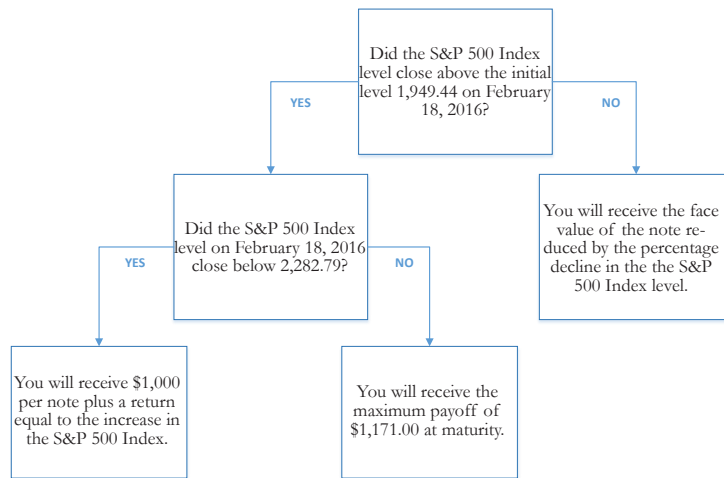 Did the S&P 500 Index
level close above the initial
level 1,949.44 on February
18, 2016?
YES
NO
Did the S&P 500 Index
level on February 18, 2016
close below 2,282.79?
You will receive the face
value of the note re-
duced by the percentage
decline in the the S&P
500 Index level.
YES
NO
You will receive $1,000
per note plus a return
equal to the increase in
the S&P 500 Index.
You will receive the
maximum payoff of
$1,171.00 at maturity.